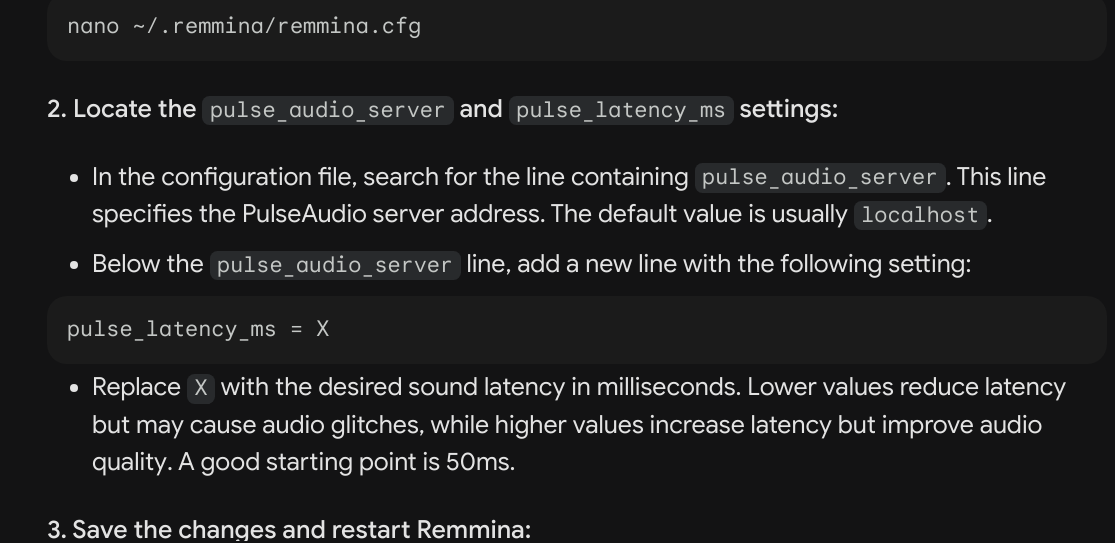 nano ~/.remmina/remmina.cfg
2. Locate the pulse_audio_server and pulse_latency_ms settings:
• In the configuration file, search for the line containing pulse_audio_server. This line
specifies the PulseAudio server address. The default value is usually localhost.
• Below the pulse_audio_server line, add a new line with the following setting:
pulse_latency_ms = X
• Replace X with the desired sound latency in milliseconds. Lower values reduce latency
but may cause audio glitches, while higher values increase latency but improve audio
quality. A good starting point is 50ms.
3. Save the changes and restart Remmina: